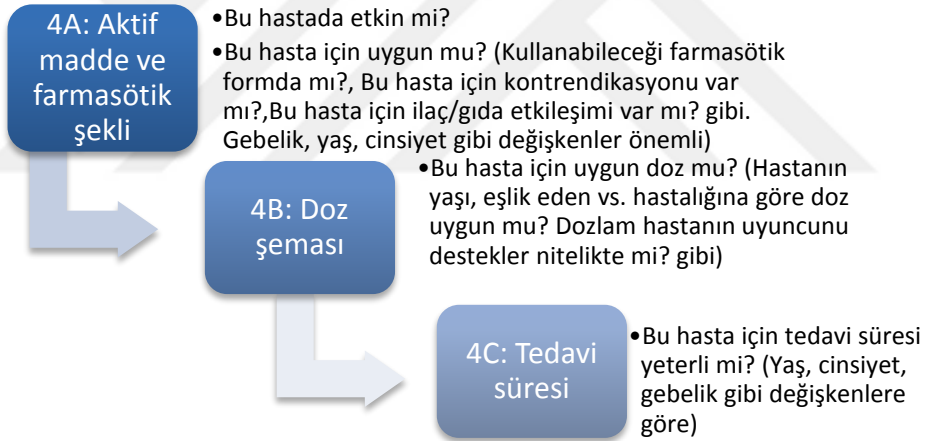 4A: Aktif
madde ve
farmasötik
şekli
•Bu hastada etkin mi?
•Bu hasta için uygun mu? (Kullanabileceği farmasötik
formda mı?, Bu hasta için kontrendikasyonu var
mı?,Bu hasta için ilaç/gıda etkileşimi var mı? gibi.
Gebelik, yaş, cinsiyet gibi değişkenler önemli)
4B: Doz
şeması
•Bu hasta için uygun doz mu? (Hastanın
yaşı, eşlik eden vs. hastalığına göre doz
uygun mu? Dozlam hastanın uyuncunu
destekler nitelikte mi? gibi)
4C: Tedavi
süresi
•Bu hasta için tedavi süresi
yeterli mi? (Yaş, cinsiyet,
gebelik gibi değişkenlere
göre)